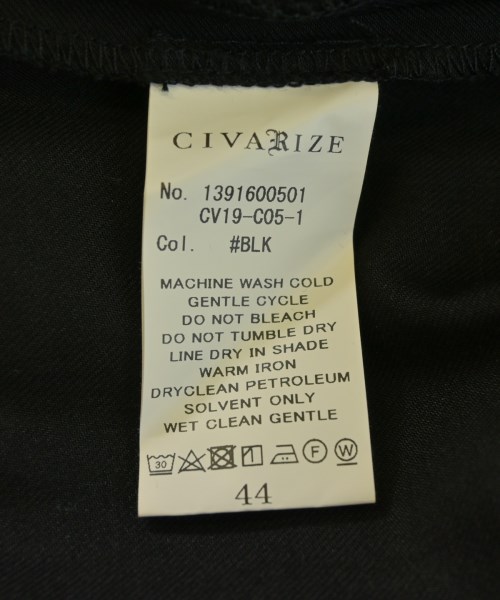 CIVARIZE
No. 1391600501
CV19-C05-1
Col. #BLK
MACHINE WASH COLD
GENTLE CYCLE
DO NOT BLEACH
DO NOT TUMBLE DRY
LINE DRY IN SHADE
WARM IRON
DRYCLEAN PETROLEUM
SOLVENT ONLY
WET CLEAN GENTLE
30 F W
44